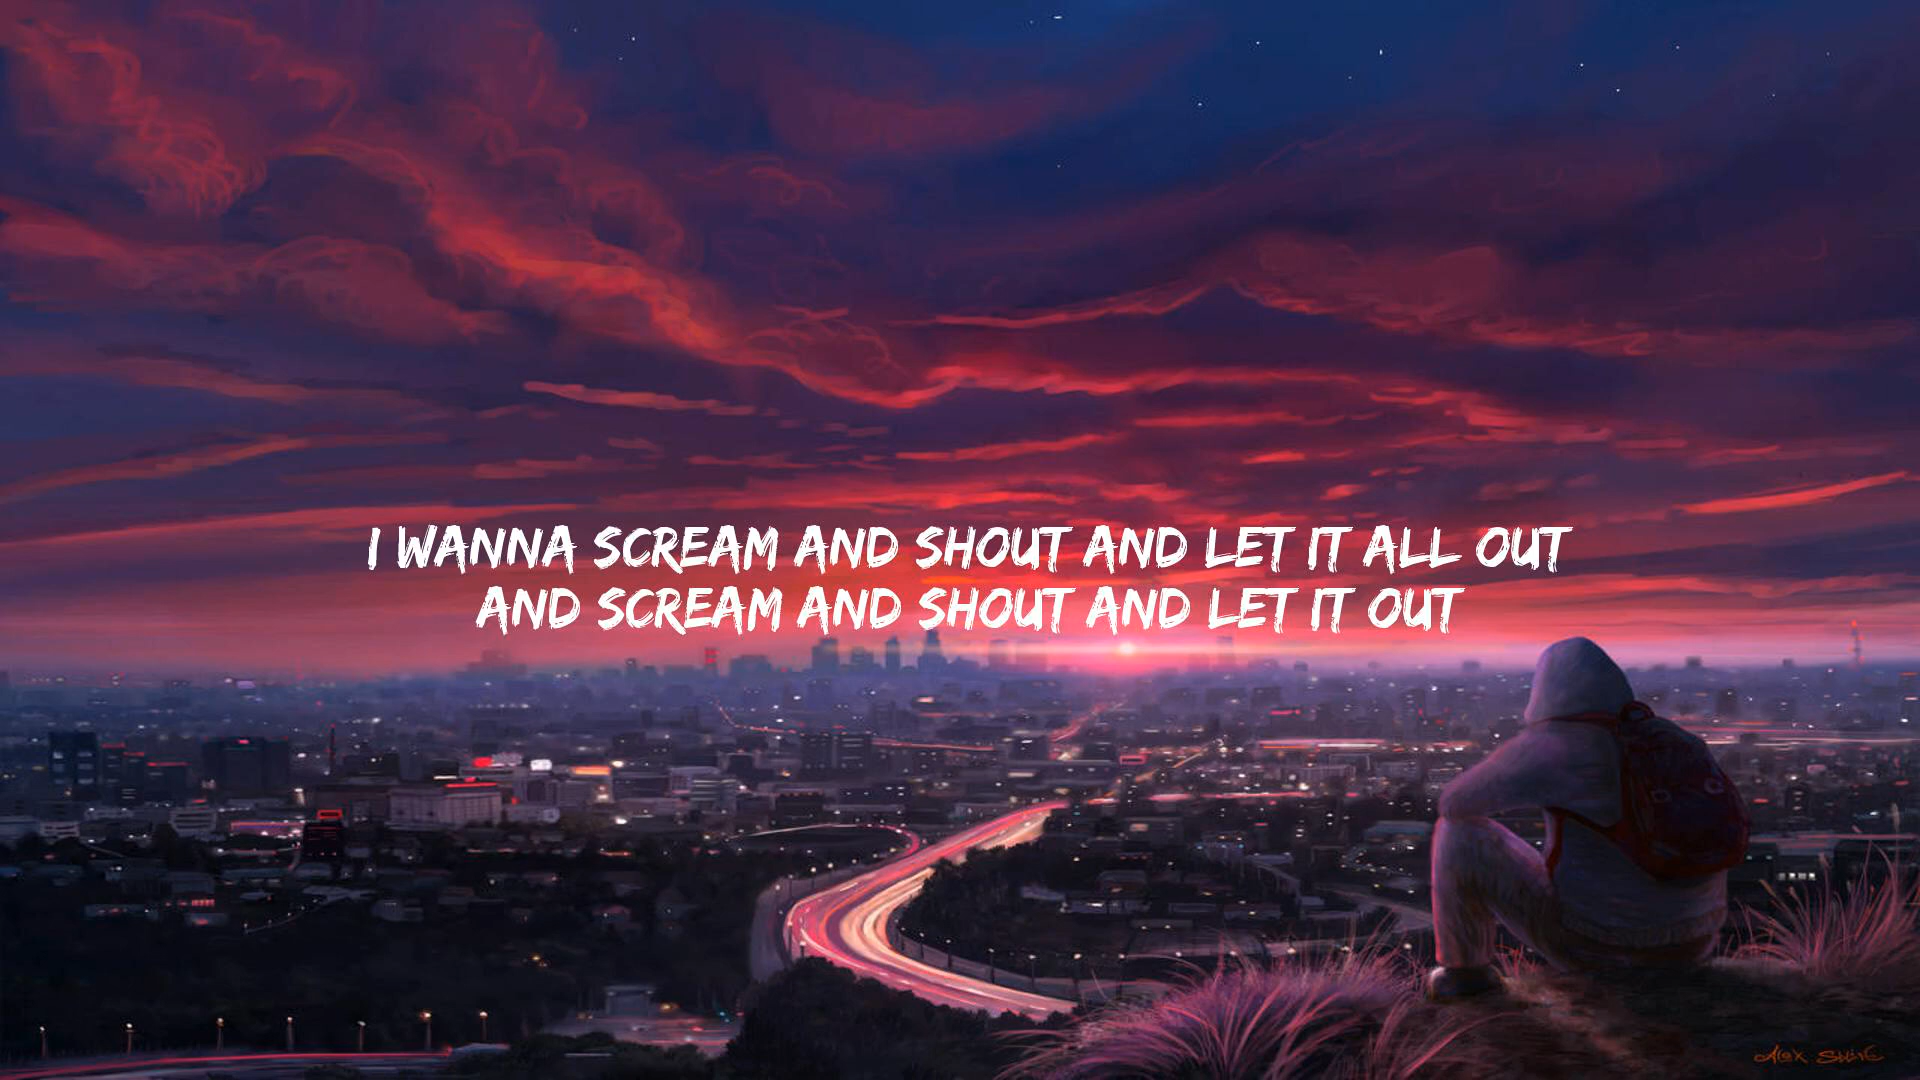 I WANNA SCREAM AND SHOUT AND LET IT ALL OUT
AND SCREAM AND SHOUT AND LET IT OUT